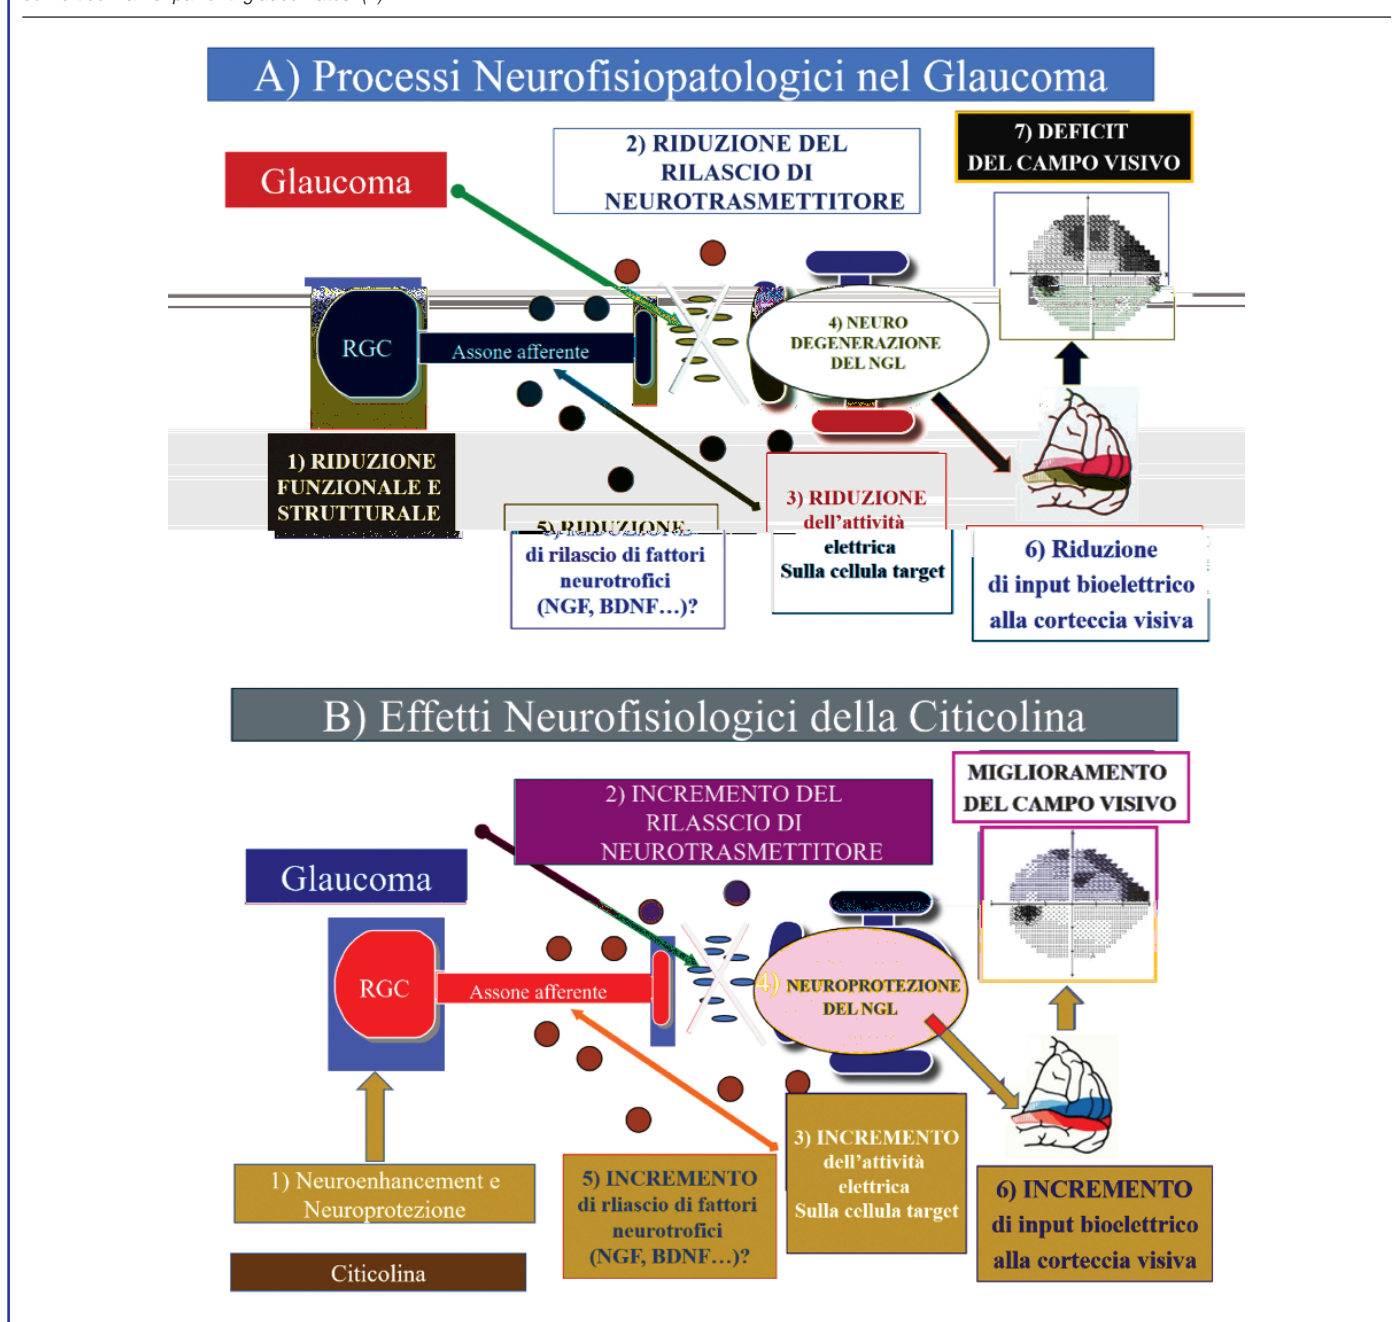 A) Processi Neurofisiopatologici nel Glaucoma
Glaucoma
2) RIDUZIONE DEL
RILASCIO DI
NEUROTRASMETTITORE
7) DEFICIT
DEL CAMPO VISIVO
RGC
Assone afferente
4) NEURO
DEGENERAZIONE
DEL NGL
1) RIDUZIONE
FUNZIONALE E
STRUTTURALE
5) RIDUZIONE
di rilascio di fattori
neurotrofici
(NGF, BDNF…)?
3) RIDUZIONE
dell’attività
elettrica
Sulla cellula target
6) Riduzione
di input bioelettrico
alla corteccia visiva
B) Effetti Neurofisiologici della Citicolina
Glaucoma
2) INCREMENTO DEL
RILASSCIO DI
NEUROTRASMETTITORE
MIGLIORAMENTO
DEL CAMPO VISIVO
RGC
Assone afferente
4) NEUROPROTEZIONE
DEL NGL
1) Neuroenhancement e
Neuroprotezione
Citicolina
5) INCREMENTO
di rliascio di fattori
neurotrofici
(NGF, BDNF…)?
3) INCREMENTO
dell’attività
elettrica
Sulla cellula target
6) INCREMENTO
di input bioelettrico
alla corteccia visiva